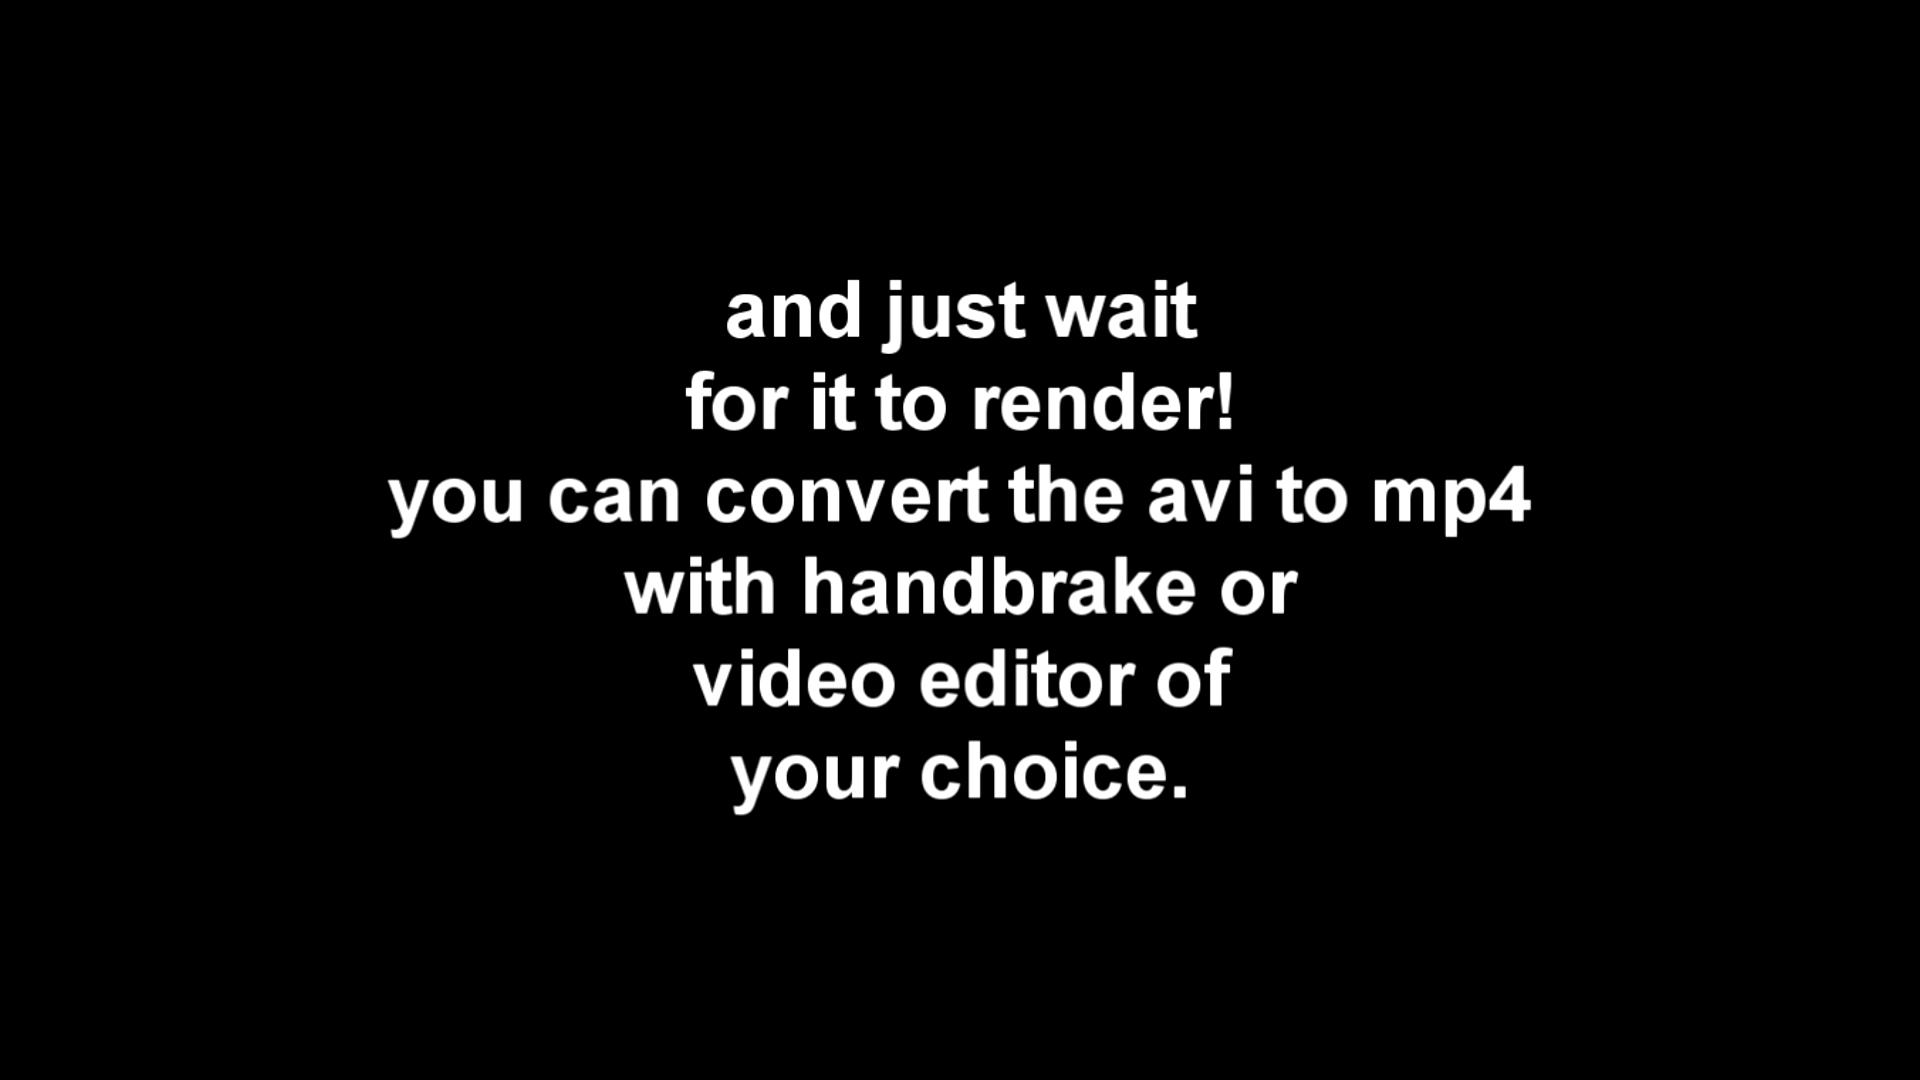 and just wait
for it to render!
you can convert the avi to mp4
with handbrake or
video editor of
your choice.